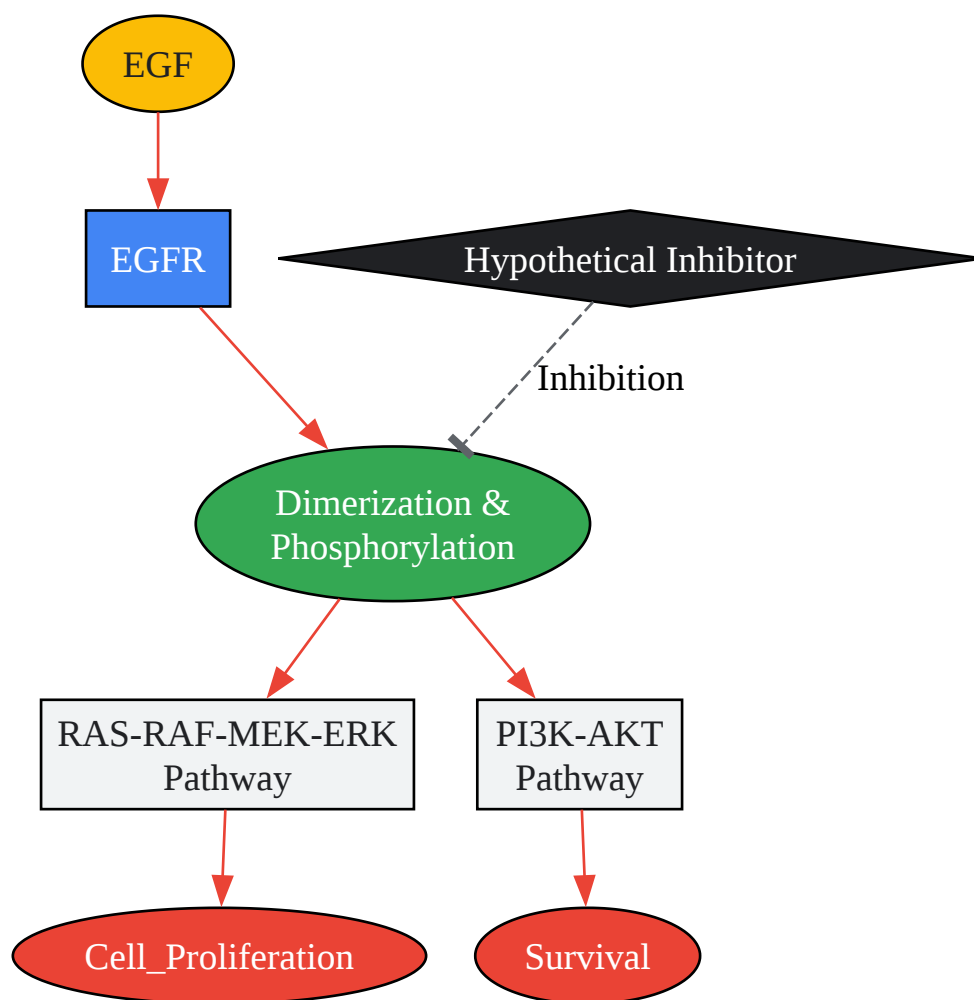 EGF
EGFR
Hypothetical Inhibitor
Inhibition
Dimerization &
Phosphorylation
RAS-RAF-MEK-ERK
Pathway
PI3K-AKT
Pathway
Cell_Proliferation
Survival